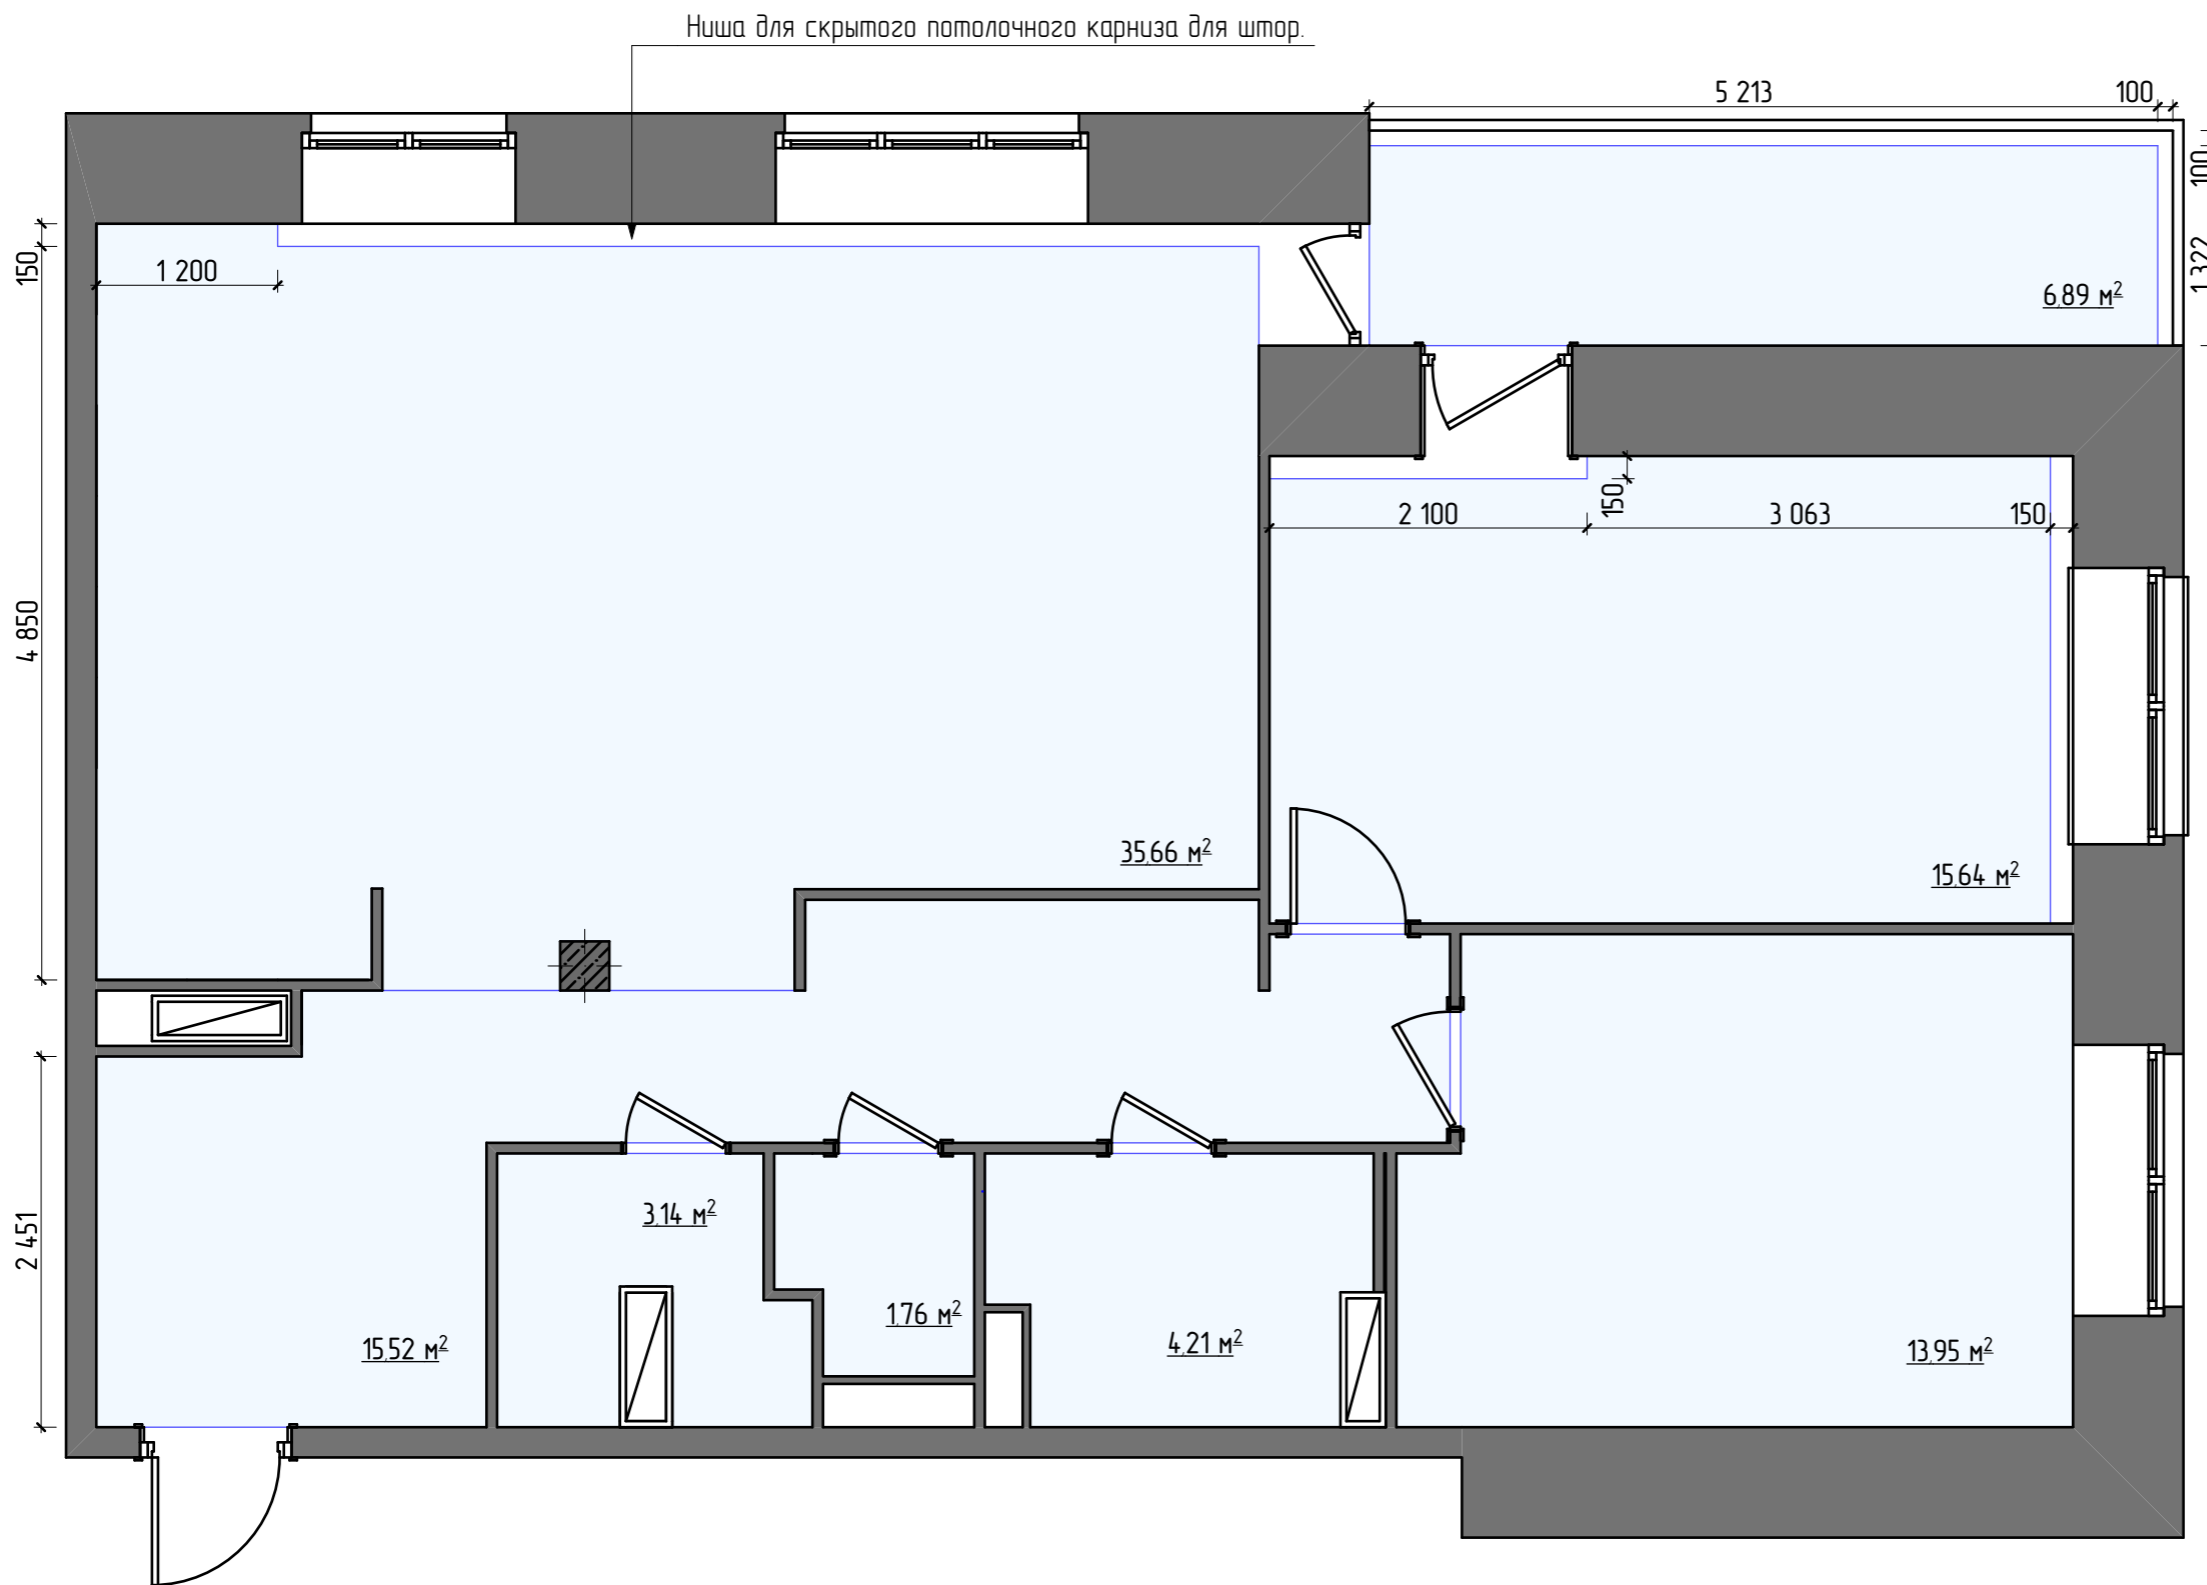 Ниша для скрытого потолочного карниза для штор.
5 213
100
100
1 322
150
1 200
6,89 м²
150
2 100
3 063
150
4 850
35,66 м²
15,64 м²
2 451
3,14 м²
1,76 м²
4,21 м²
15,52 м²
13,95 м²